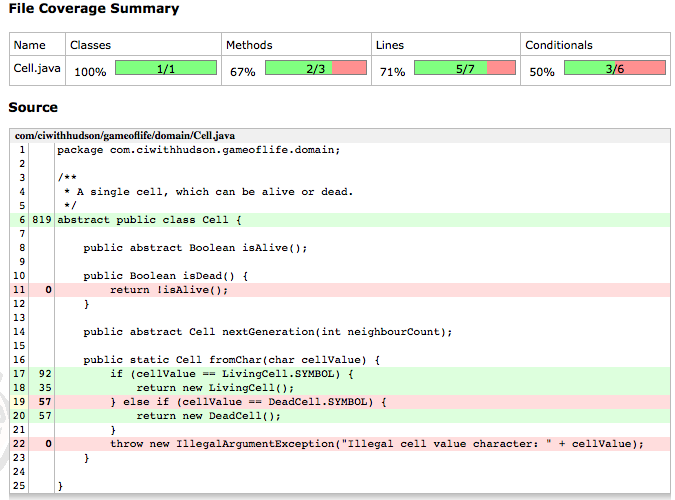 File Coverage Summary
Name Classes Methods Lines Conditionals
Cell.java 100% 1/1 67% 2/3 71% 5/7 50% 3/6
Source
com/ciwithhudson/gameoflife/domain/Cell.java
1 package com.ciwithhudson.gameoflife.domain;
2
3 /**
4 * A single cell, which can be alive or dead.
5 */
6 819 abstract public class Cell {
7
8 public abstract Boolean isAlive();
9
10 public Boolean isDead() {
11 0 return !isAlive();
12 }
13
14 public abstract Cell nextGeneration(int neighbourCount);
15
16 public static Cell fromChar(char cellValue) {
17 92 if (cellValue == LivingCell.SYMBOL) {
18 35 return new LivingCell();
19 57 } else if (cellValue == DeadCell.SYMBOL) {
20 57 return new DeadCell();
21 }
22 0 throw new IllegalArgumentException("Illegal cell value character: " + cellValue);
23 }
24
25 }